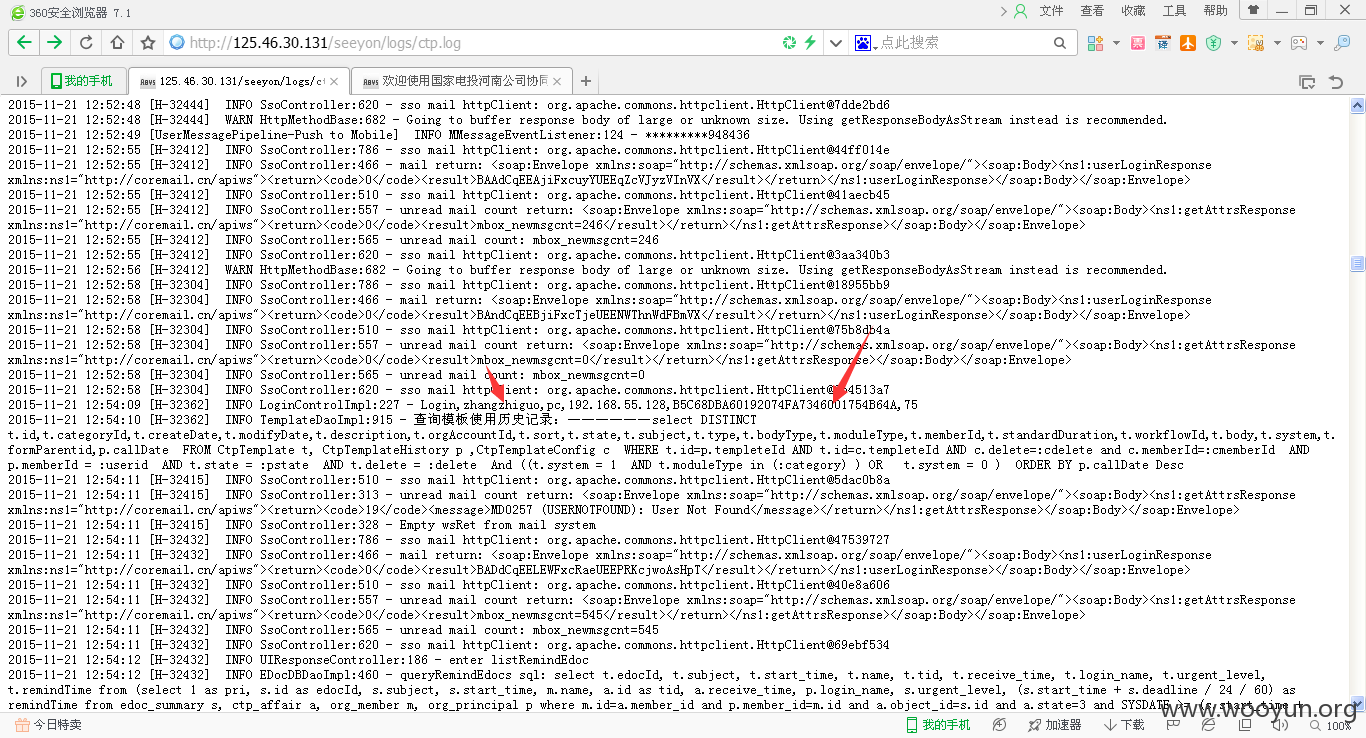 360安全浏览器 7.1
文件 查看 收藏 工具 帮助
http://125.46.30.131/seeyon/logs/ctp.log
点此搜索
我的手机
125.46.30.131/seeyon/logs/ct
欢迎使用国家电投河南公司协同
2015-11-21 12:52:48 [H-32444] INFO SsoController:620 - sso mail httpClient: org.apache.commons.httpclient.HttpClient@7dde2bd6
2015-11-21 12:52:48 [H-32444] WARN HttpMethodBase:682 - Going to buffer response body of large or unknown size. Using getResponseBodyAsStream instead is recommended.
2015-11-21 12:52:49 [UserMessagePipeline-Push to Mobile] INFO MMessageEventListener:124 - *********948436
2015-11-21 12:52:55 [H-32412] INFO SsoController:786 - sso mail httpClient: org.apache.commons.httpclient.HttpClient@44ff014e
2015-11-21 12:52:55 [H-32412] INFO SsoController:466 - mail return: <soap:Envelope xmlns:soap="http://schemas.xmlsoap.org/soap/envelope/"><soap:Body><ns1:userLoginResponse
xmlns:ns1="http://coremail.cn/apiws"><return><code>0</code><result>BAAdCqEEAjiFxcuyYUEEqZcVJyzVInVX</result></return></ns1:userLoginResponse></soap:Body></soap:Envelope>
2015-11-21 12:52:55 [H-32412] INFO SsoController:510 - sso mail httpClient: org.apache.commons.httpclient.HttpClient@41aecb45
2015-11-21 12:52:55 [H-32412] INFO SsoController:557 - unread mail count return: <soap:Envelope xmlns:soap="http://schemas.xmlsoap.org/soap/envelope/"><soap:Body><ns1:getAttrsResponse
xmlns:ns1="http://coremail.cn/apiws"><return><code>0</code><result>mbox_newmsgcnt=246</result></return></ns1:getAttrsResponse></soap:Body></soap:Envelope>
2015-11-21 12:52:55 [H-32412] INFO SsoController:565 - unread mail count: mbox_newmsgcnt=246
2015-11-21 12:52:55 [H-32412] INFO SsoController:620 - sso mail httpClient: org.apache.commons.httpclient.HttpClient@3aa340b3
2015-11-21 12:52:56 [H-32412] WARN HttpMethodBase:682 - Going to buffer response body of large or unknown size. Using getResponseBodyAsStream instead is recommended.
2015-11-21 12:52:58 [H-32304] INFO SsoController:786 - sso mail httpClient: org.apache.commons.httpclient.HttpClient@18955bb9
2015-11-21 12:52:58 [H-32304] INFO SsoController:466 - mail return: <soap:Envelope xmlns:soap="http://schemas.xmlsoap.org/soap/envelope/"><soap:Body><ns1:userLoginResponse
xmlns:ns1="http://coremail.cn/apiws"><return><code>0</code><result>BAndCqEEBjiFxcTjeUEENWThnWdFBmVX</result></return></ns1:userLoginResponse></soap:Body></soap:Envelope>
2015-11-21 12:52:58 [H-32304] INFO SsoController:510 - sso mail httpClient: org.apache.commons.httpclient.HttpClient@75b8db4a
2015-11-21 12:52:58 [H-32304] INFO SsoController:557 - unread mail count return: <soap:Envelope xmlns:soap="http://schemas.xmlsoap.org/soap/envelope/"><soap:Body><ns1:getAttrsResponse
xmlns:ns1="http://coremail.cn/apiws"><return><code>0</code><result>mbox_newmsgcnt=0</result></return></ns1:getAttrsResponse></soap:Body></soap:Envelope>
2015-11-21 12:52:58 [H-32304] INFO SsoController:565 - unread mail count: mbox_newmsgcnt=0
2015-11-21 12:52:58 [H-32304] INFO SsoController:620 - sso mail httpClient: org.apache.commons.httpclient.
2015-11-21 12:54:09 [H-32362] INFO LoginControlImpl:227 - Login,zhangzhiguo,pc,192.168.55.128,B5C68DBA60192074FA7346001754B64A,75
2015-11-21 12:54:10 [H-32362] INFO TemplateDaoImpl:915 - 查询模板使用历史记录：——————select DISTINCT
t.id,t.categoryId,t.createDate,t.modifyDate,t.description,t.orgAccountId,t.sort,t.state,t.subject,t.type,t.bodyType,t.moduleType,t.memberId,t.standardDuration,t.workflowId,t.body,t.system,t.
formParentid,p.callDate FROM CtpTemplate t, CtpTemplateHistory p ,CtpTemplateConfig c WHERE t.id=p.templeteId AND t.id=c.templeteId AND c.delete=:cdelete and c.memberId=:cmemberId AND
p.memberId = :userid AND t.state = :pstate AND t.delete = :delete And ((t.system = 1 AND t.moduleType in (:category) ) OR t.system = 0 ) ORDER BY p.callDate Desc
2015-11-21 12:54:11 [H-32415] INFO SsoController:510 - sso mail httpClient: org.apache.commons.httpclient.HttpClient@5dac0b8a
2015-11-21 12:54:11 [H-32415] INFO SsoController:313 - unread mail count return: <soap:Envelope xmlns:soap="http://schemas.xmlsoap.org/soap/envelope/"><soap:Body><ns1:getAttrsResponse
xmlns:ns1="http://coremail.cn/apiws"><return><code>19</code><message>MD0257 (USERNOTFOUND): User Not Found</message></return></ns1:getAttrsResponse></soap:Body></soap:Envelope>
2015-11-21 12:54:11 [H-32415] INFO SsoController:328 - Empty wsRet from mail system
2015-11-21 12:54:11 [H-32432] INFO SsoController:786 - sso mail httpClient: org.apache.commons.httpclient.HttpClient@47539727
2015-11-21 12:54:11 [H-32432] INFO SsoController:466 - mail return: <soap:Envelope xmlns:soap="http://schemas.xmlsoap.org/soap/envelope/"><soap:Body><ns1:userLoginResponse
xmlns:ns1="http://coremail.cn/apiws"><return><code>0</code><result>BADdCqEELEWFxcRaeUEEPRKcjwoAsHpT</result></return></ns1:userLoginResponse></soap:Body></soap:Envelope>
2015-11-21 12:54:11 [H-32432] INFO SsoController:510 - sso mail httpClient: org.apache.commons.httpclient.HttpClient@40e8a606
2015-11-21 12:54:11 [H-32432] INFO SsoController:557 - unread mail count return: <soap:Envelope xmlns:soap="http://schemas.xmlsoap.org/soap/envelope/"><soap:Body><ns1:getAttrsResponse
xmlns:ns1="http://coremail.cn/apiws"><return><code>0</code><result>mbox_newmsgcnt=545</result></return></ns1:getAttrsResponse></soap:Body></soap:Envelope>
2015-11-21 12:54:11 [H-32432] INFO SsoController:565 - unread mail count: mbox_newmsgcnt=545
2015-11-21 12:54:11 [H-32432] INFO SsoController:620 - sso mail httpClient: org.apache.commons.httpclient.HttpClient@69ebf534
2015-11-21 12:54:12 [H-32432] INFO UIResponseController:186 - enter listRemindEdoc
2015-11-21 12:54:12 [H-32432] INFO EDocDBDaoImpl:460 - queryRemindEdocs sql: select t.edocId, t.subject, t.start_time, t.name, t.tid, t.receive_time, t.login_name, t.urgent_level,
t.remindTime from (select 1 as pri, s.id as edocId, s.subject, s.start_time, m.name, a.id as tid, a.receive_time, p.login_name, s.urgent_level, (s.start_time + s.deadline / 24 / 60) as
remindTime from edoc_summary s, ctp_affair a, org_member m, org_principal p where m.id=a.member_id and p.member_id=m.id and a.object_id=s.id and a.state=3 and SYSDATE >= (s.start_time +
www.wooyun.org
今日特卖
我的手机 加速器 下载 100%